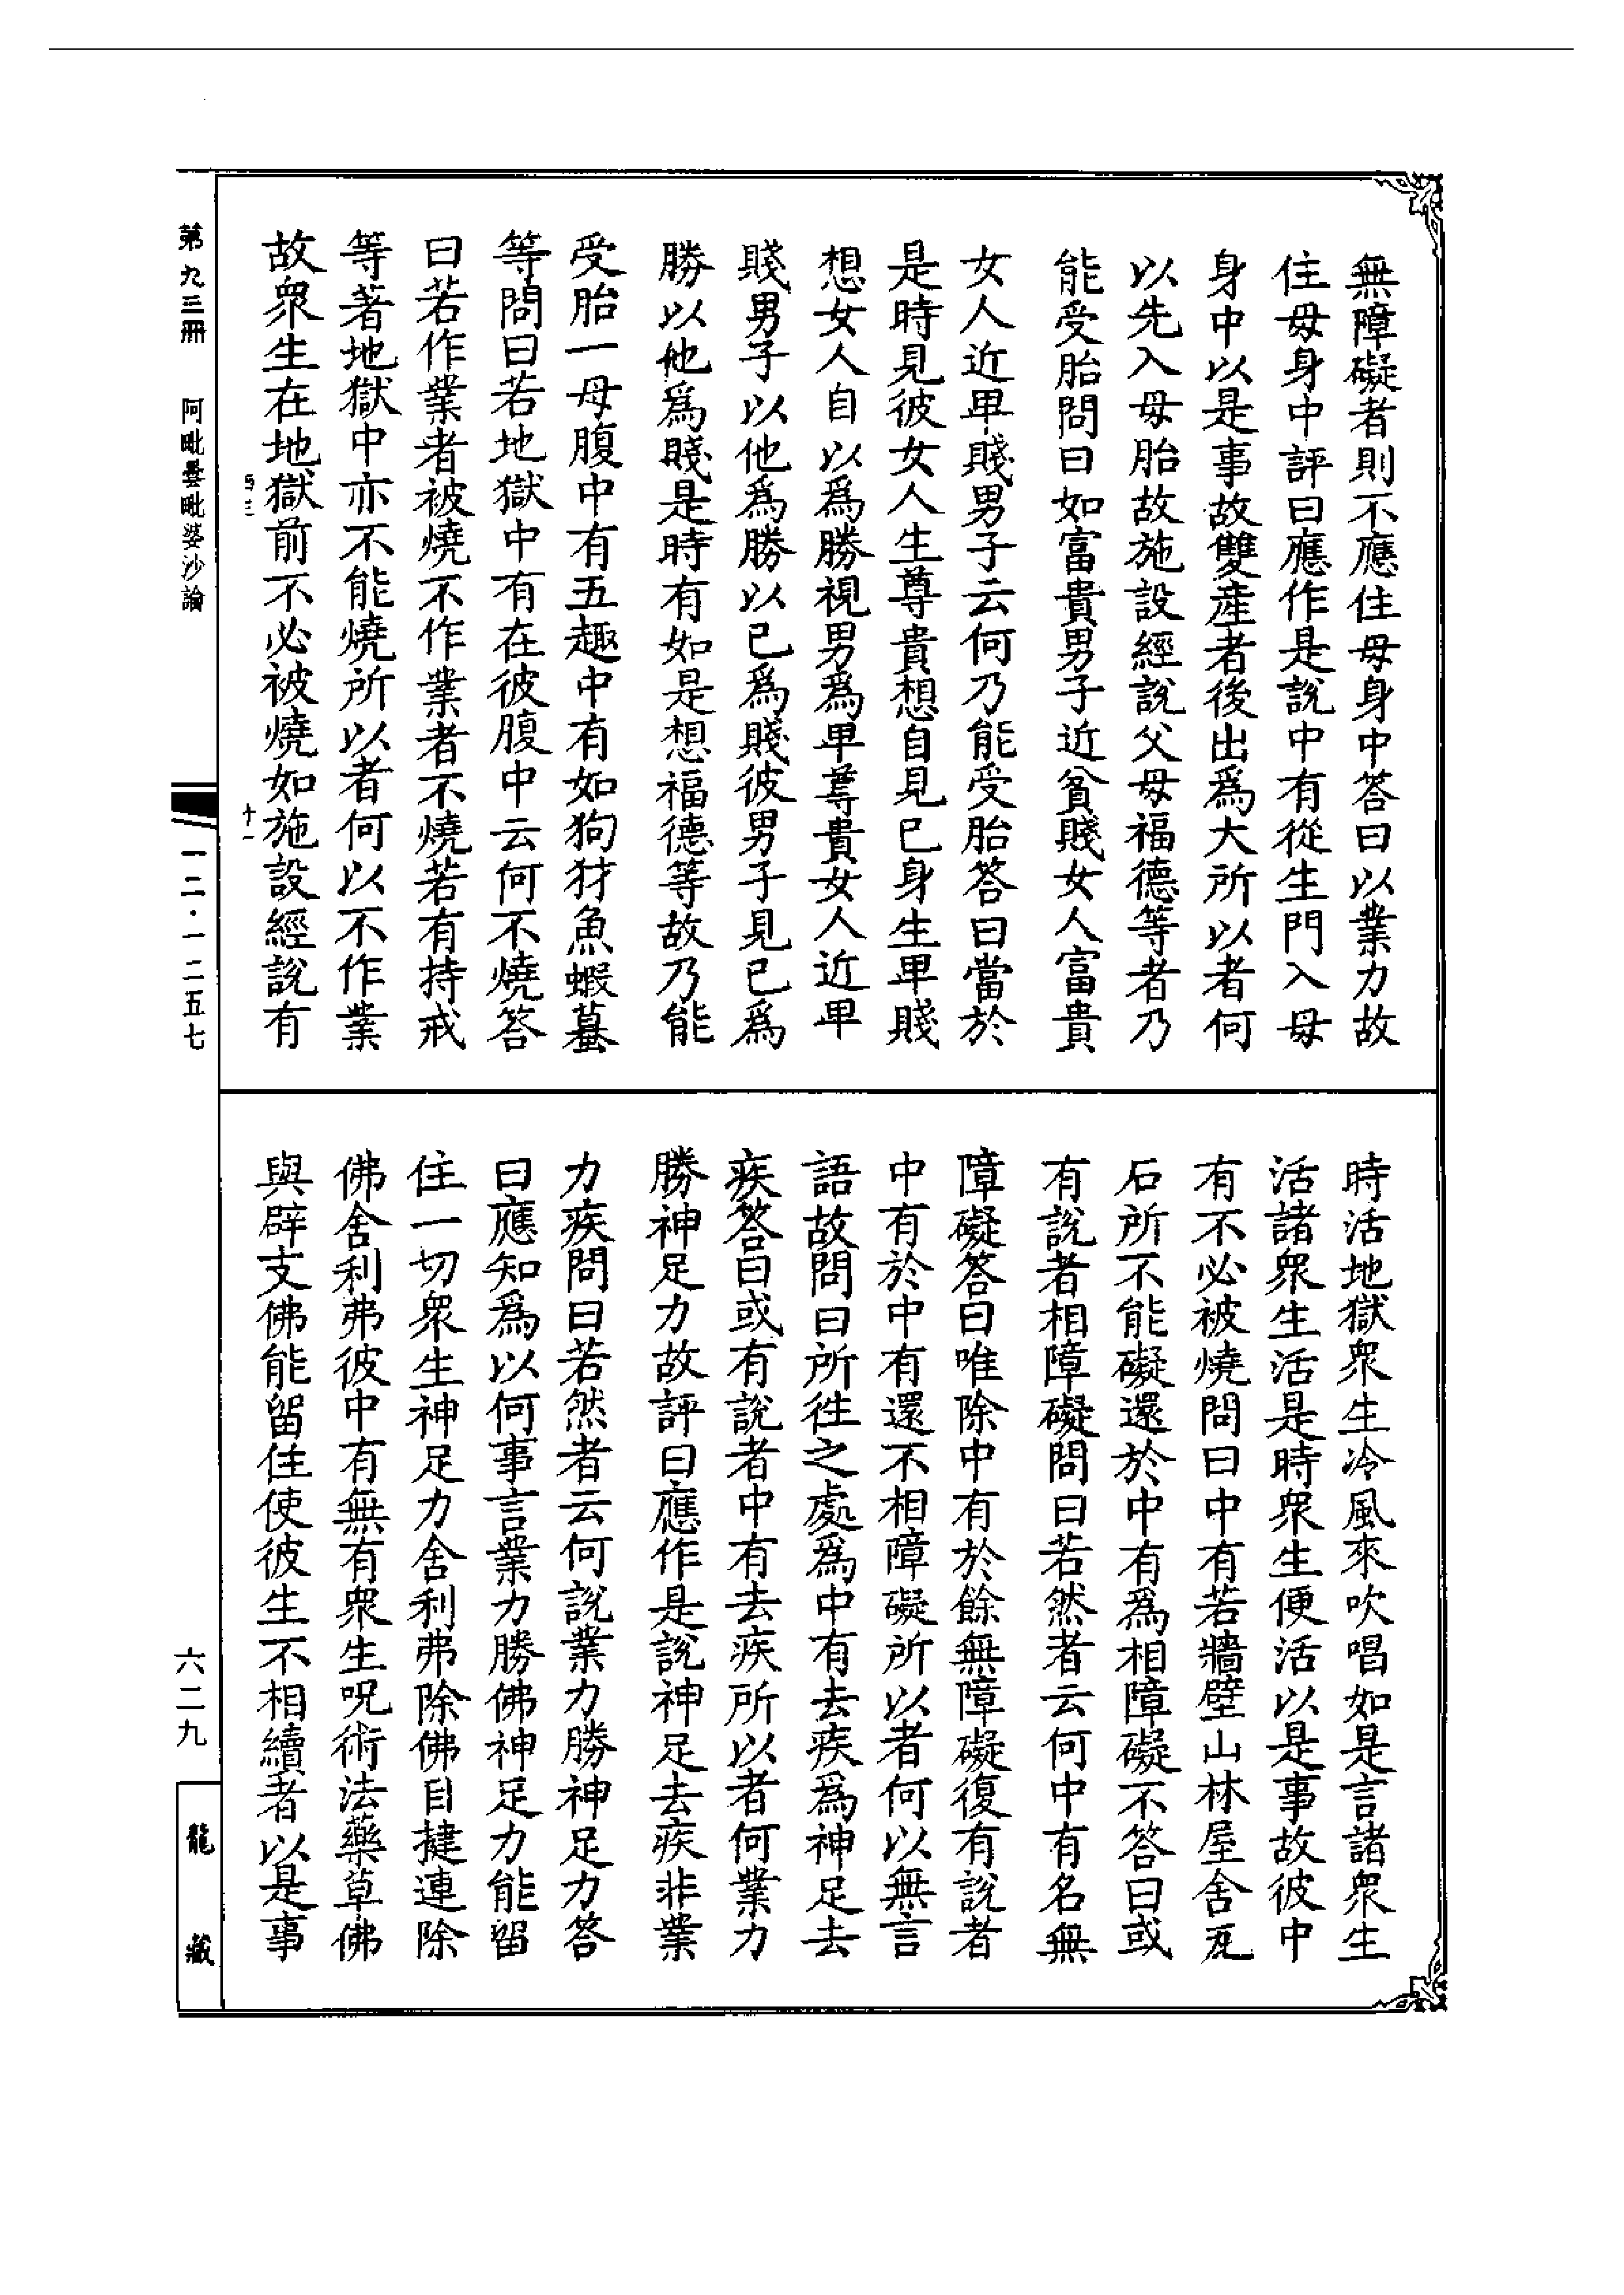 無障礙者則不應住母身中答曰以業力故
住母身中評曰應作是說中有從生門入母
身中以是事故雙產者後出爲大所以者何
以先入母胎故施設經說父母福德等者乃
能受胎問曰如富貴男子近貧賤女人富貴
女人近卑賤男子云何乃能受胎答曰當於
是時見彼女人生尊貴想自見已身生卑賤
想女人自以爲勝視男爲卑尊貴女人近卑
賤男子以他爲勝以已爲賤彼男子見已爲
勝以他爲賤是時有如是想福德等故乃能
受胎一母腹中有五趣中有如狗犲魚蝦蟇
等問曰若地獄中有在彼腹中云何不燒答
曰若作業者被燒不作業者不燒若有持戒
等著地獄中亦不能燒所以者何以不作業
故衆生在地獄前不必被燒如施設經說有
時活地獄衆生冷風來吹唱如是言諸衆生
活諸衆生活是時衆生便活以是事故彼中
有不必被燒問曰中有若牆壁山林屋舍瓦
石所不能礙還於中有爲相障礙不答曰或
有說者相障礙問曰若然者云何中有名無
障礙答曰唯除中有於餘無障礙復有說者
中有於中有還不相障礙所以者何以無言
語故問曰所往之處爲中有去疾爲神足去
疾答曰或有說者中有去疾所以者何業力
勝神足力故評曰應作是說神足去疾非業
力疾問曰若然者云何說業力勝神足力答
曰應知爲以何事言業力勝佛神足力能留
住一切衆生神足力舍利弗除佛目揵連除
佛舍利弗彼中有無有衆生呪術法藥草佛
與辟支佛能留住使彼生不相續者以是事
第九三冊 阿毗曇毗婆沙論
十一
一二·一二五七
六二九
龍藏